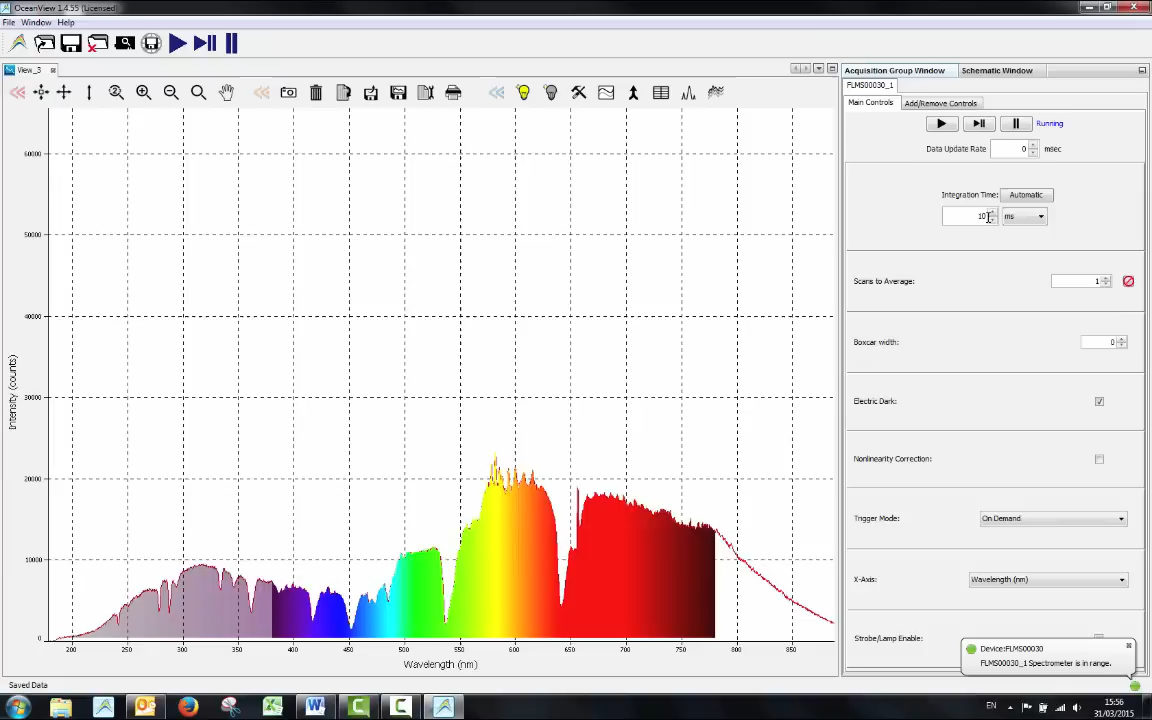 OceanView 1.4.55 [Licensed]
File Window Help
View_3
Acquisition Group Window Schematic Window
FLMS00030_1
Main Controls Add/Remove Controls
Running
Data Update Rate 0 msec
Integration Time: Automatic
10 ms
Scans to Average: 1
Boxcar width: 0
Electric Dark:
Nonlinearity Correction:
Trigger Mode: On Demand
X-Axis: Wavelength (nm)
Strobe/Lamp Enable:
Device:FLMS00030
FLMS00030_1 Spectrometer is in range.
Intensity (counts)
60000
50000
40000
30000
20000
10000
0
200 250 300 350 400 450 500 550 600 650 700 750 800 850
Wavelength (nm)
Saved Data
EN
15:56
31/03/2015